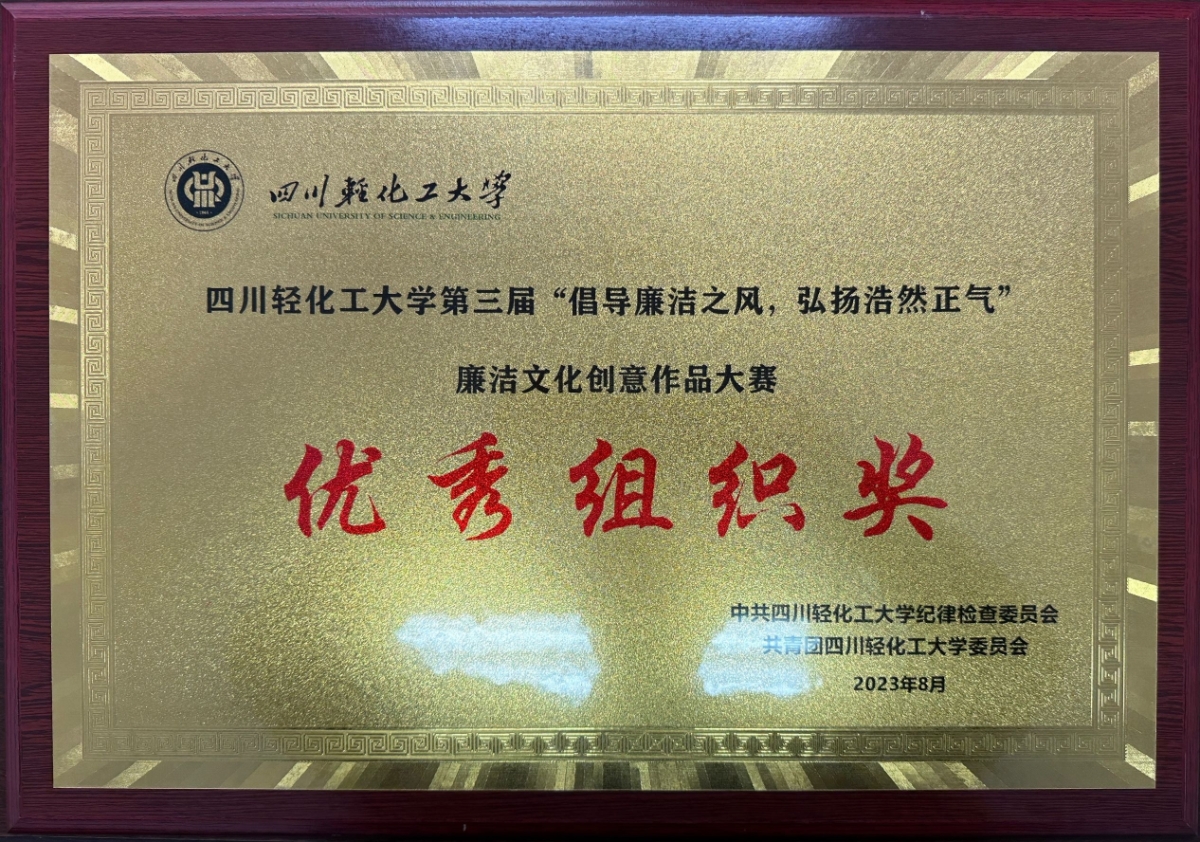 四川輕化工大學
SICHUAN UNIVERSITY OF SCIENCE & ENGINEERING
四川轻化工大学第三届“倡导廉洁之风，弘扬浩然正气”
廉洁文化创意作品大赛
优秀组织奖
中共四川轻化工大学纪律检查委员会
共青团四川轻化工大学委员会
2023年8月